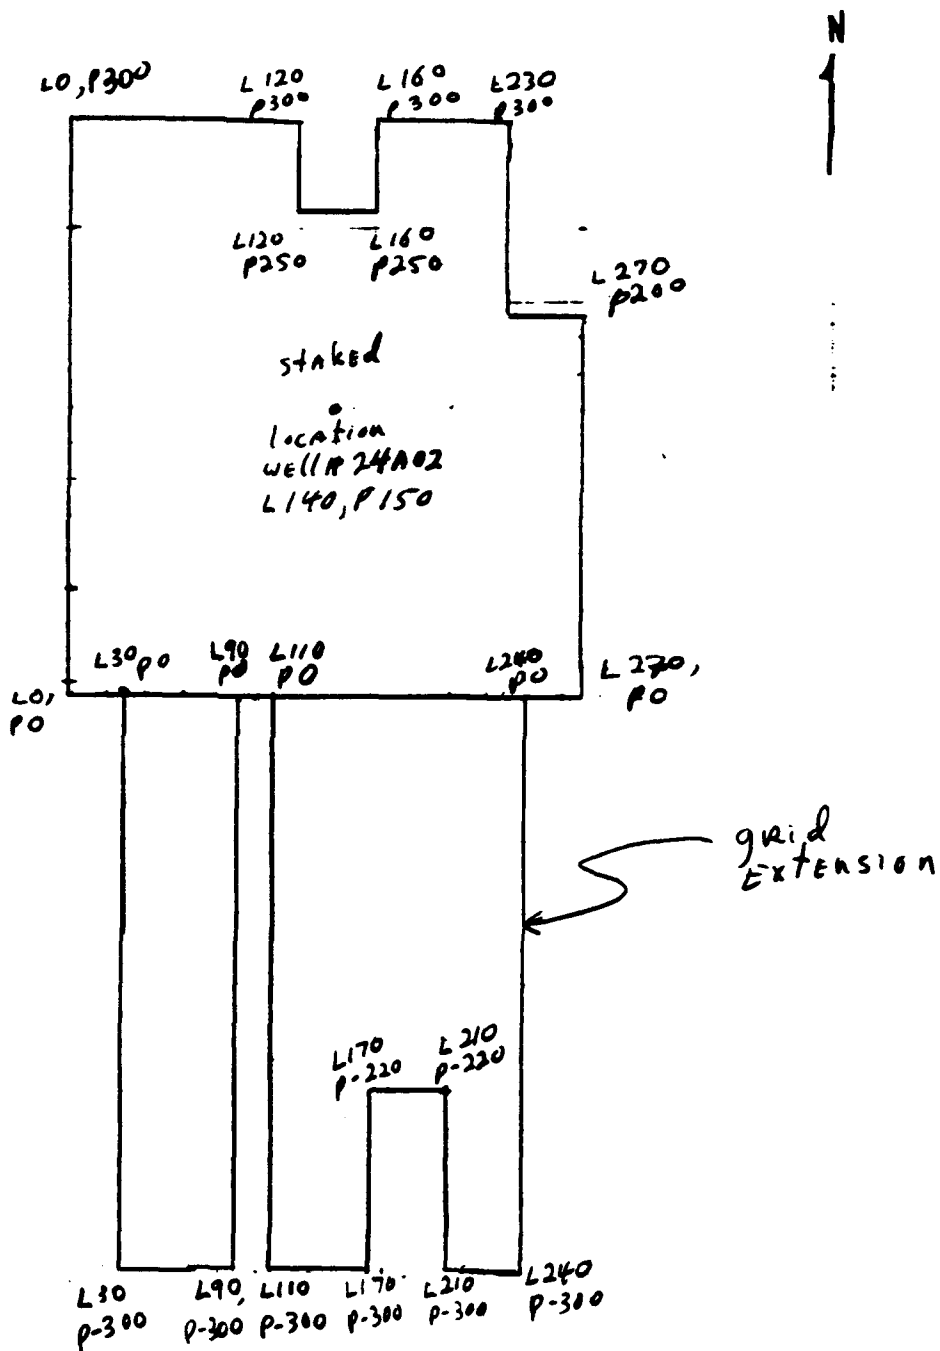 N
L0, P300
L120
P300
L160
P300
L230
P300
L120
P250
L160
P250
L270
P200
staked
location
well # 24A02
L140, P150
L30 P0
L90
P0
L110
P0
L240
P0
L270,
P0
L0,
P0
grid
Extension
L170
P-220
L210
P-220
L30
P-300
L90,
P-300
L110
P-300
L170
P-300
L210
P-300
L240
P-300